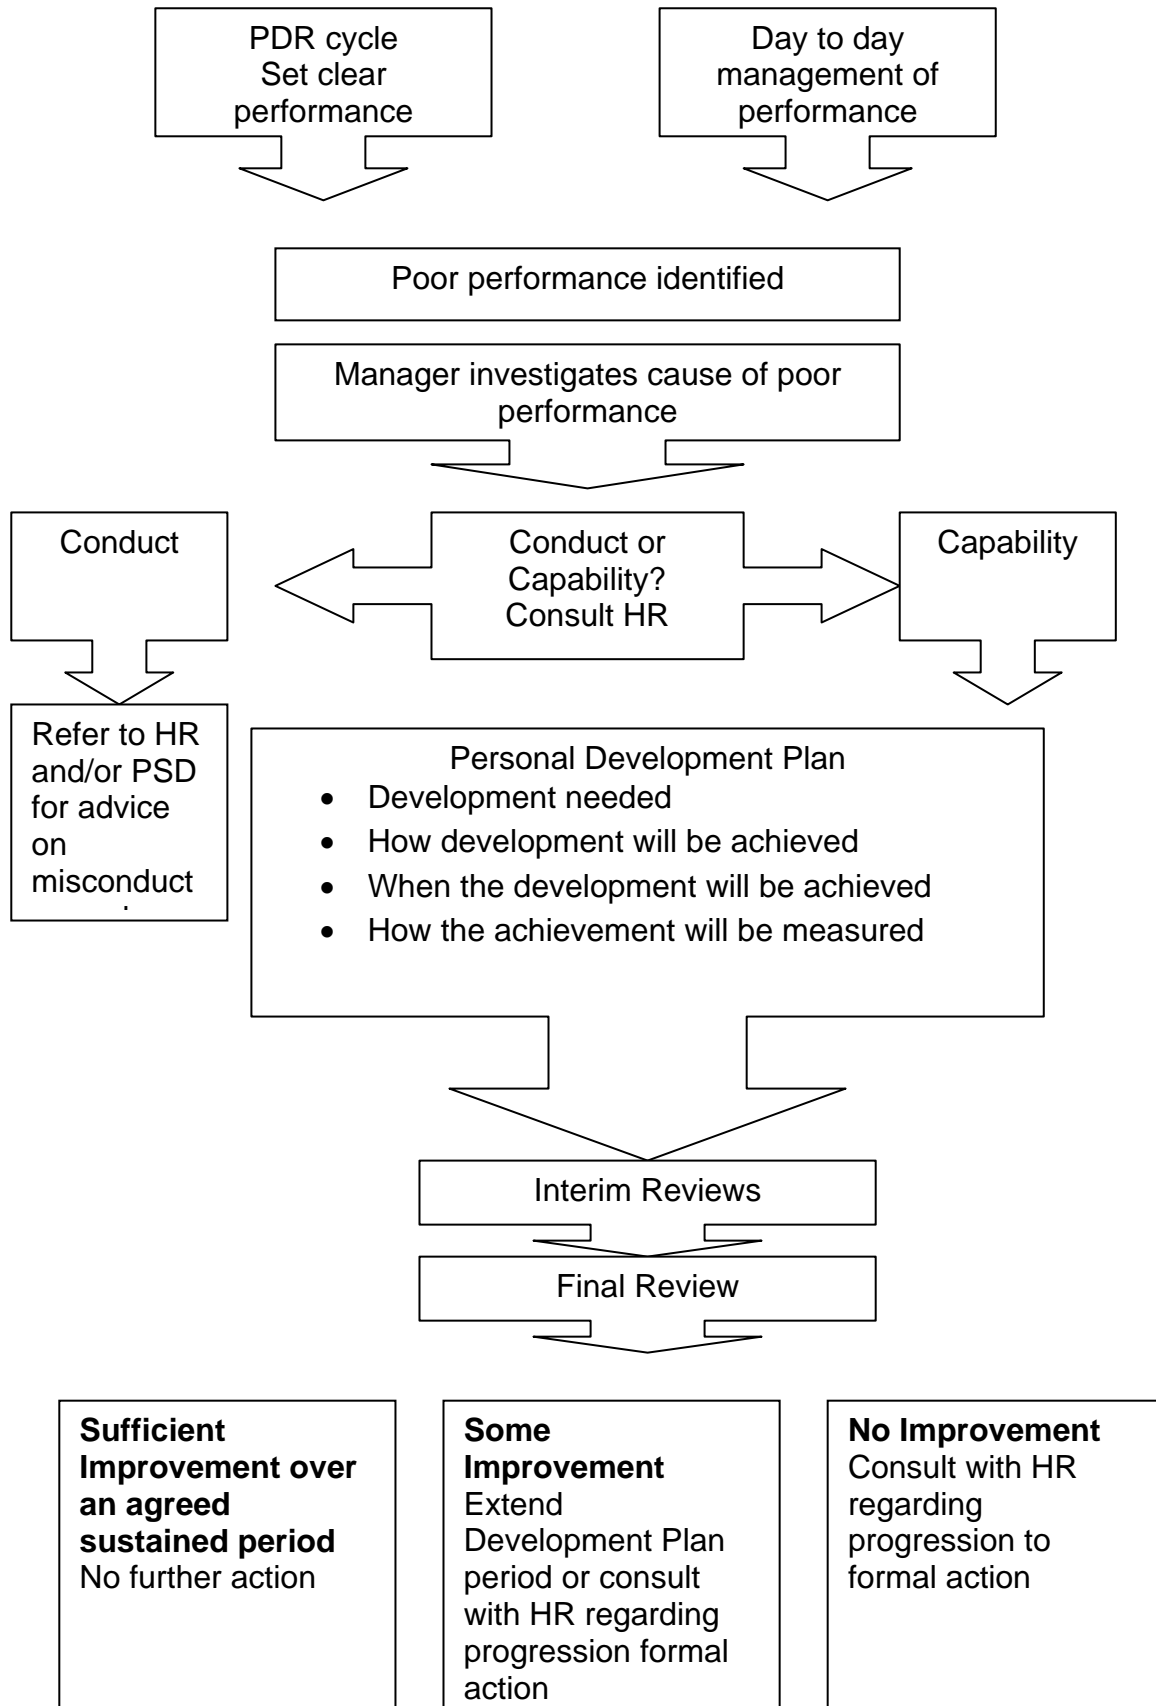 PDR cycle
Set clear
performance
Day to day
management of
performance
Poor performance identified
Manager investigates cause of poor
performance
Conduct
Conduct or
Capability?
Consult HR
Capability
Refer to HR
and/or PSD
for advice
on
misconduct
Personal Development Plan
• Development needed
• How development will be achieved
• When the development will be achieved
• How the achievement will be measured
Interim Reviews
Final Review
Sufficient
Improvement over
an agreed
sustained period
No further action
Some
Improvement
Extend
Development Plan
period or consult
with HR regarding
progression formal
action
No Improvement
Consult with HR
regarding
progression to
formal action